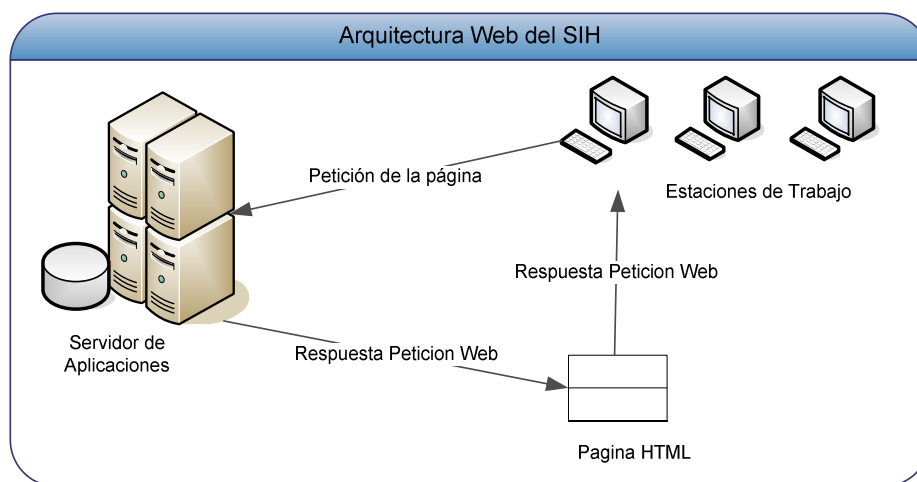 Arquitectura Web del SIH
Petición de la página
Estaciones de Trabajo
Respuesta Peticion Web
Servidor de
Aplicaciones
Respuesta Peticion Web
Pagina HTML